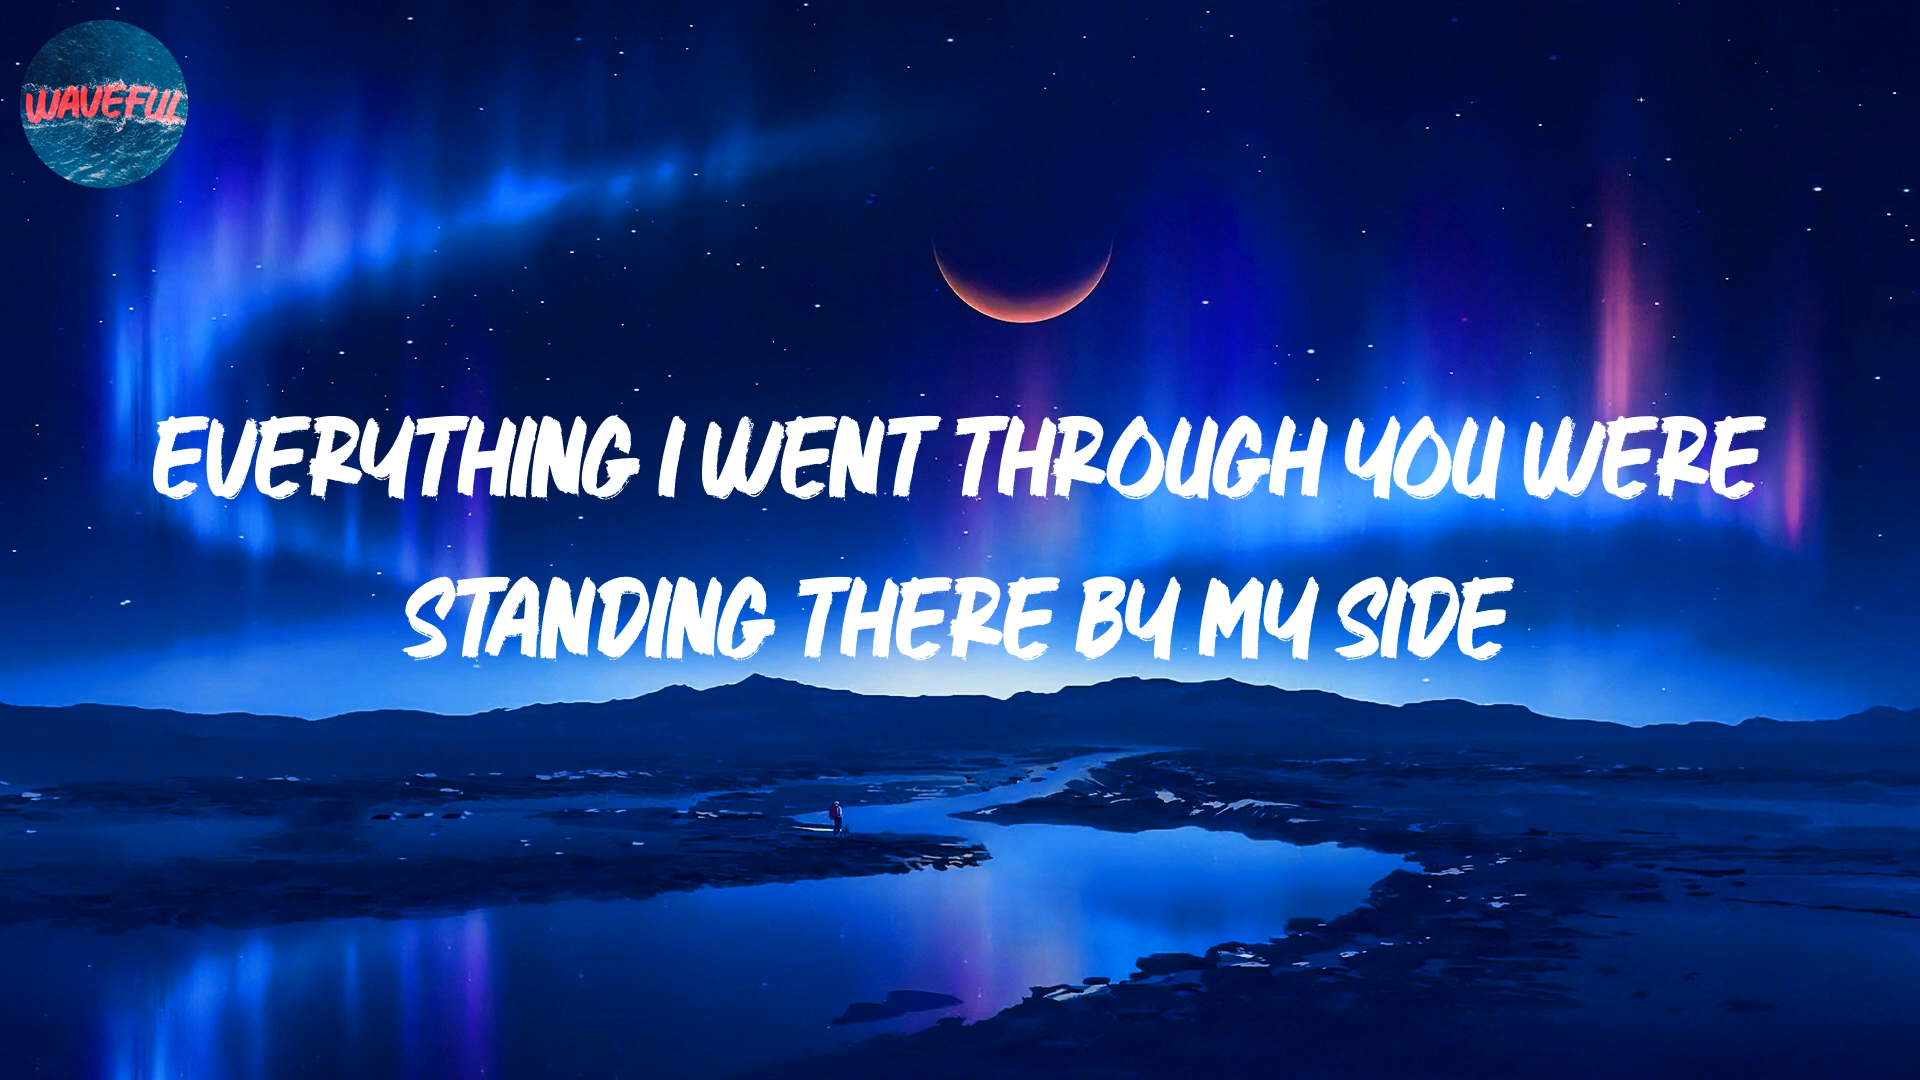 WAVEFUL
EVERYTHING I WENT THROUGH YOU WERE
STANDING THERE BY MY SIDE